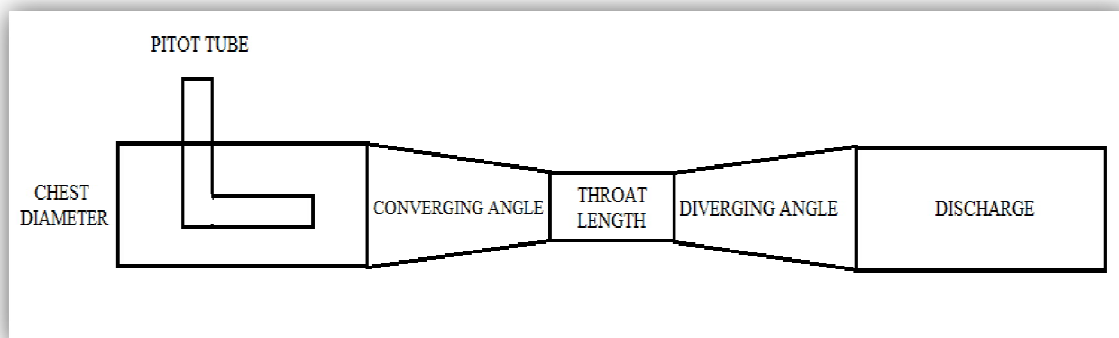 PITOT TUBE
CHEST
DIAMETER
CONVERGING ANGLE
THROAT
LENGTH
DIVERGING ANGLE
DISCHARGE